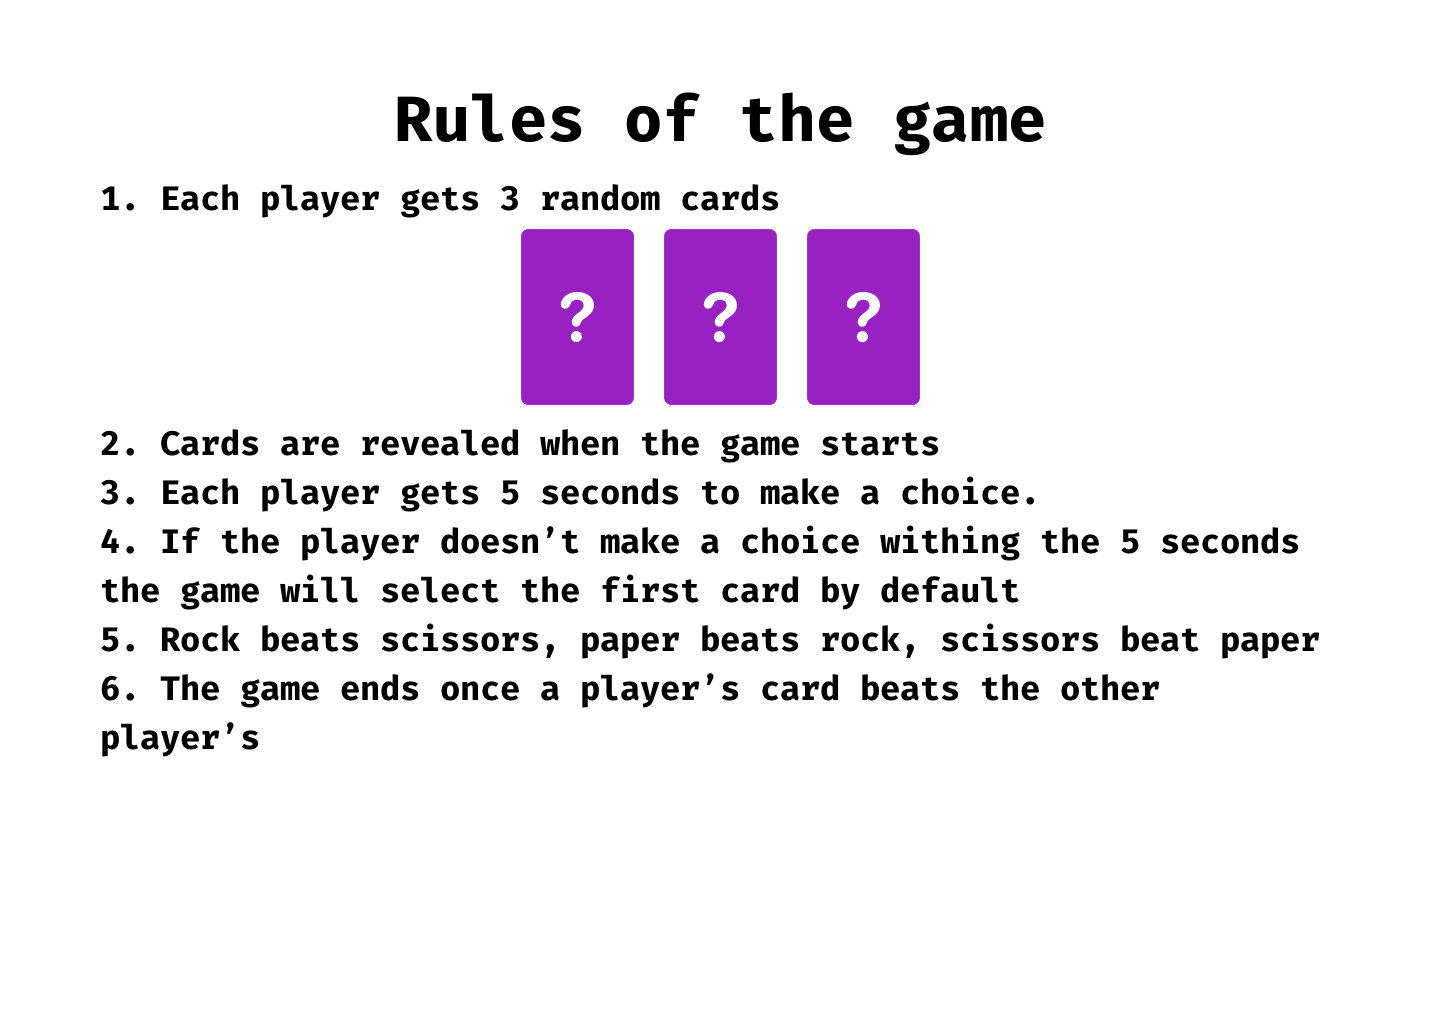 Rules of the game
1. Each player gets 3 random cards
? ? ?
2. Cards are revealed when the game starts
3. Each player gets 5 seconds to make a choice.
4. If the player doesn’t make a choice withing the 5 seconds
the game will select the first card by default
5. Rock beats scissors, paper beats rock, scissors beat paper
6. The game ends once a player’s card beats the other
player’s